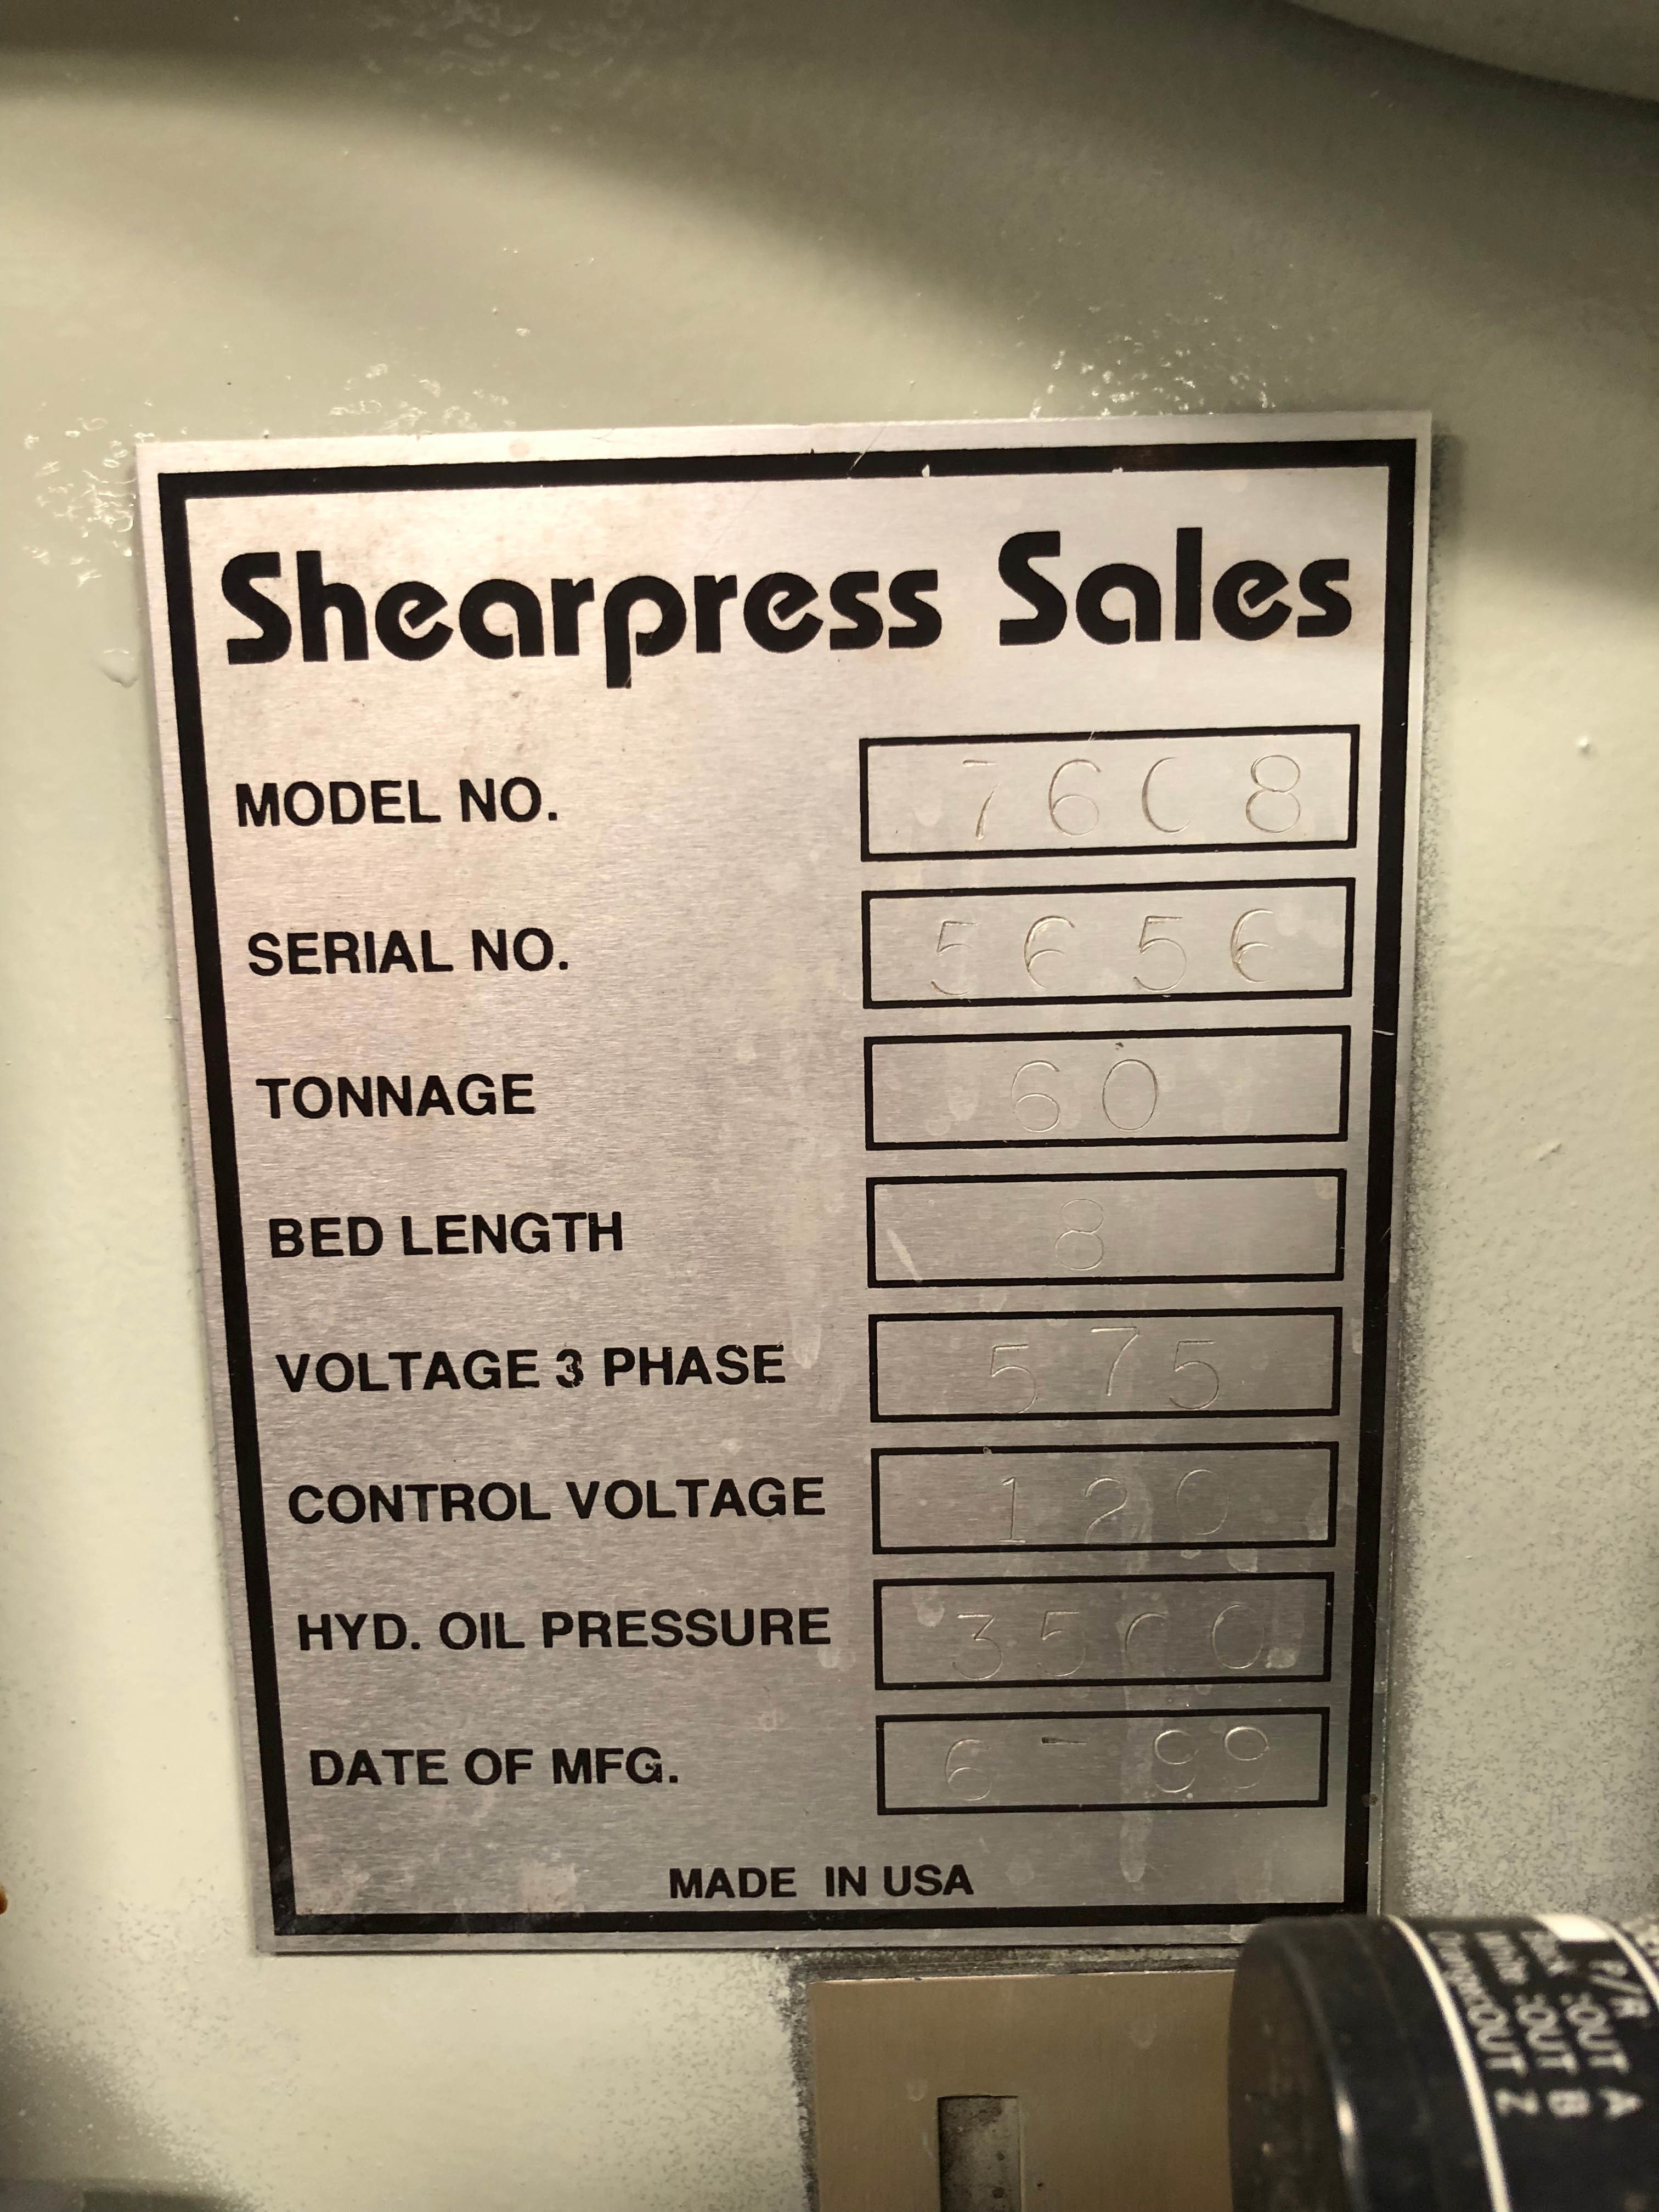 Shearpress Sales
MODEL NO. 7608
SERIAL NO. 5656
TONNAGE 60
BED LENGTH 8
VOLTAGE 3 PHASE 575
CONTROL VOLTAGE 120
HYD. OIL PRESSURE 3500
DATE OF MFG. 6-99
MADE IN USA
P/R
:OUT A
:OUT B
:OUT Z